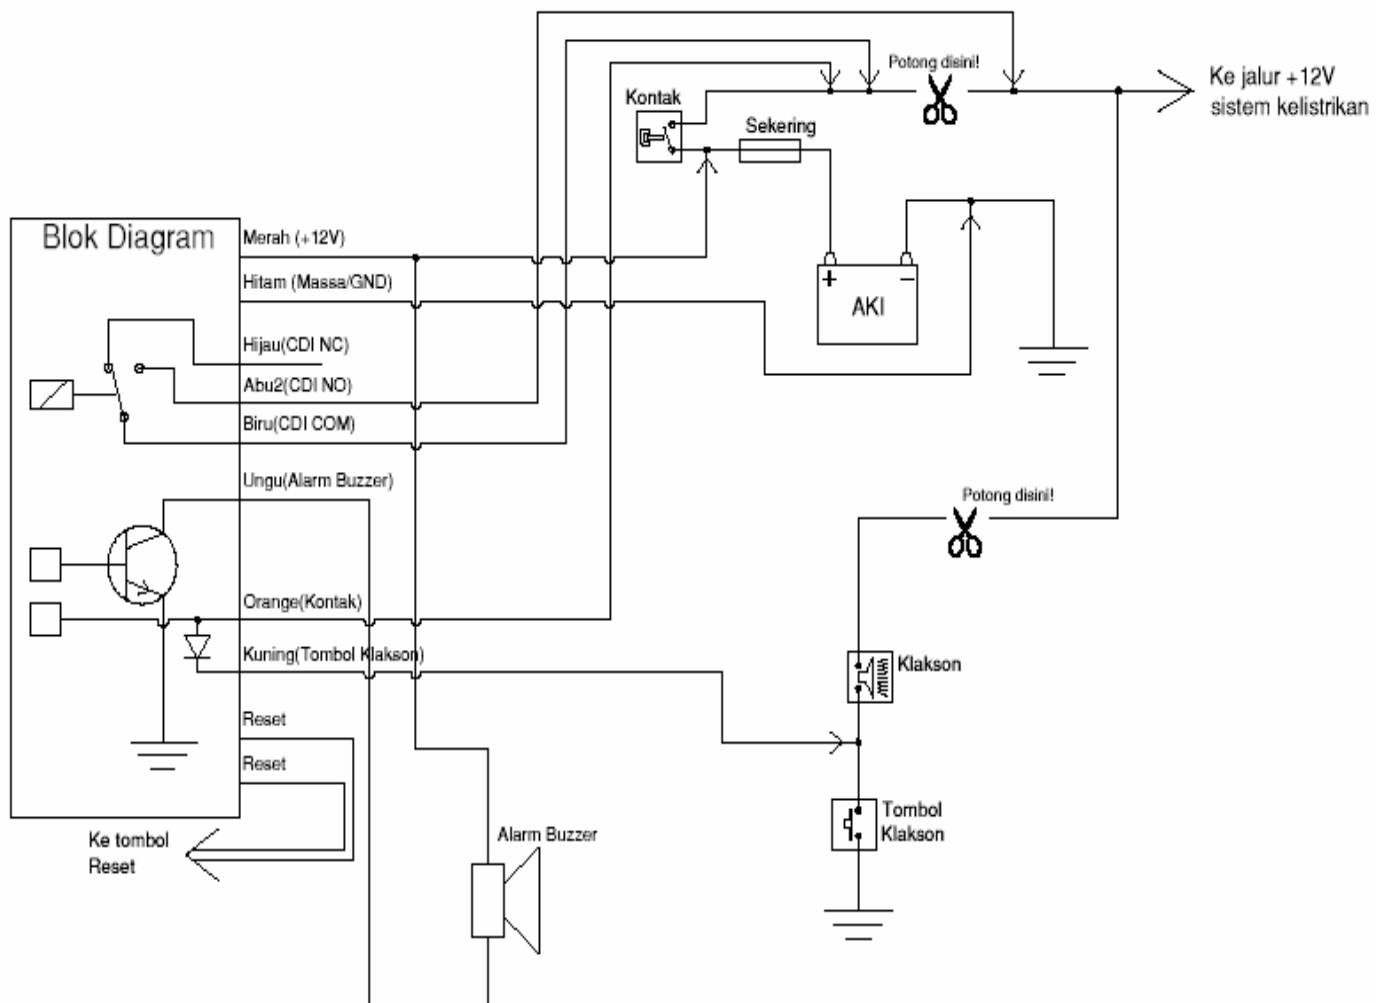 Potong disini!
Ke jalur +12V
sistem kelistrikan
Kontak
Sekering
Blok Diagram
Merah (+12V)
Hitam (Massa/GND)
+
−
AKI
Hijau(CDI NC)
Abu2(CDI NO)
Biru(CDI COM)
Ungu(Alarm Buzzer)
Potong disini!
Orange(Kontak)
Kuning(Tombol Klakson)
Klakson
Reset
Reset
Tombol
Klakson
Ke tombol
Reset
Alarm Buzzer